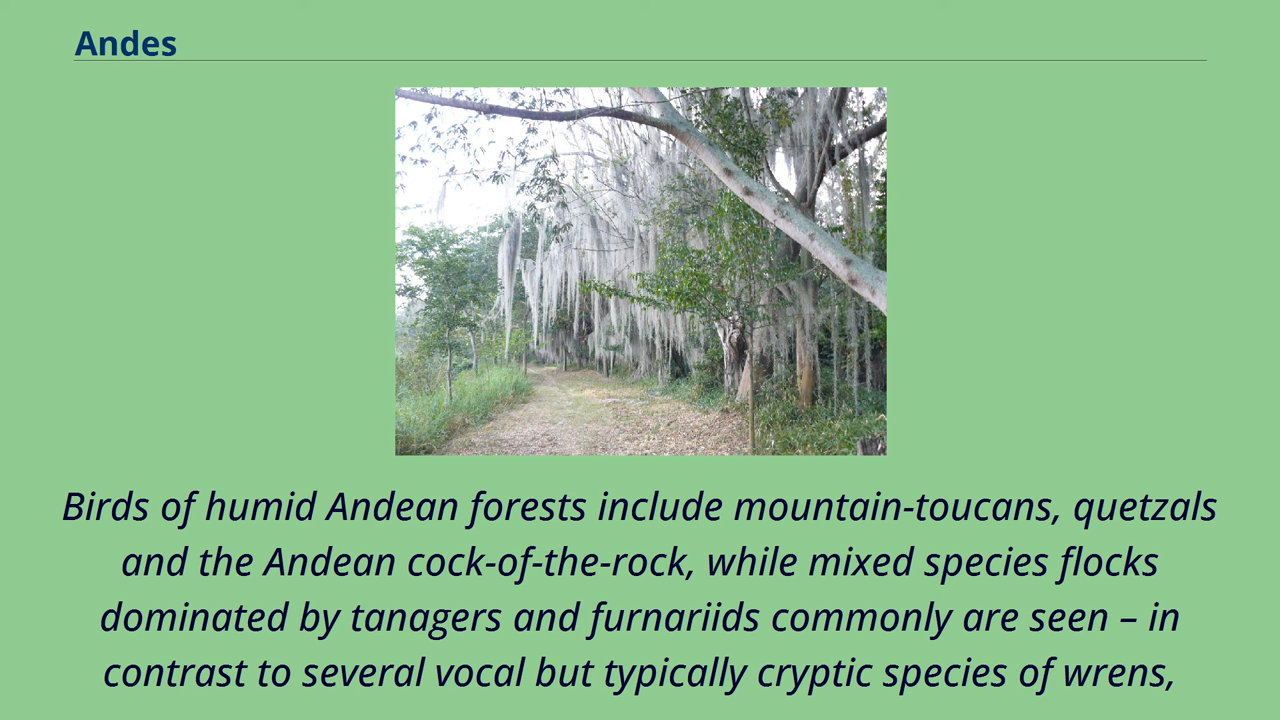 Andes
Birds of humid Andean forests include mountain-toucans, quetzals
and the Andean cock-of-the-rock, while mixed species flocks
dominated by tanagers and furnariids commonly are seen – in
contrast to several vocal but typically cryptic species of wrens,